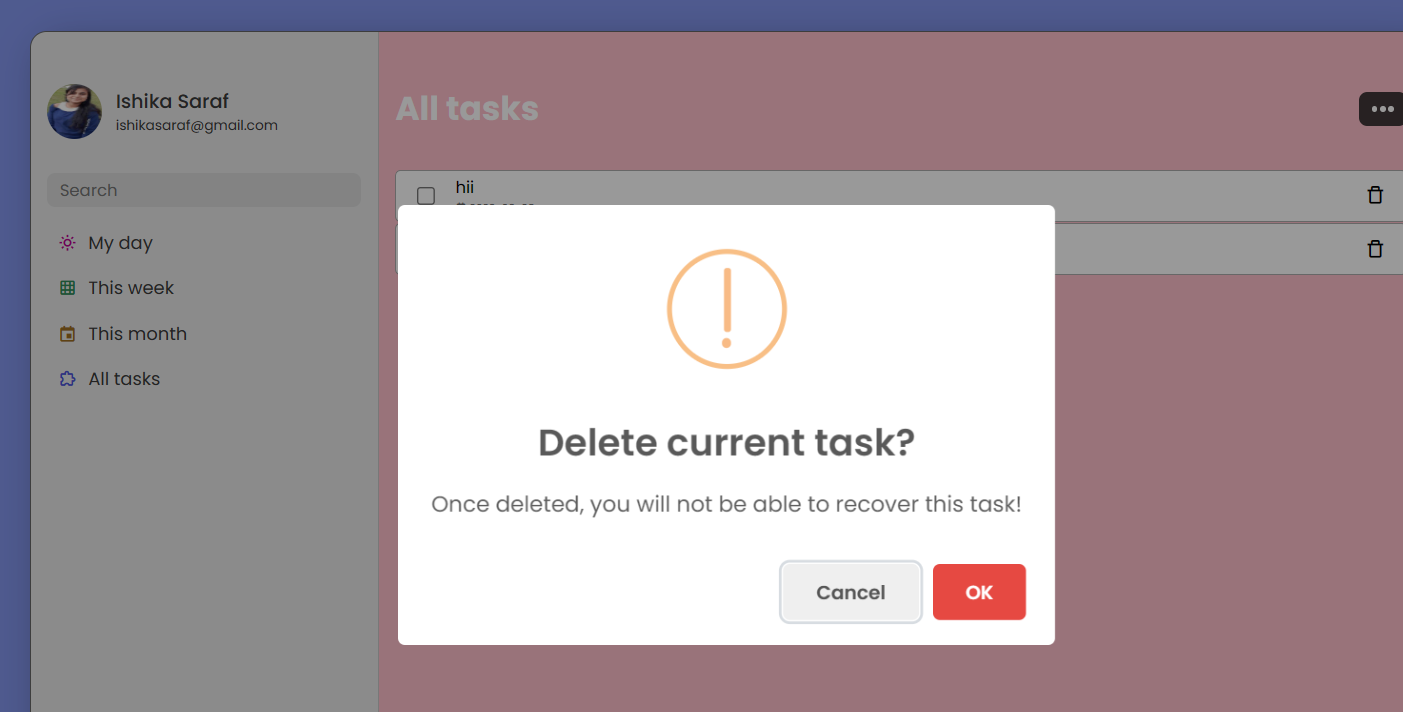 Ishika Saraf
ishikasaraf@gmail.com
Search
My day
This week
This month
All tasks
All tasks
hii
Delete current task?
Once deleted, you will not be able to recover this task!
Cancel
OK